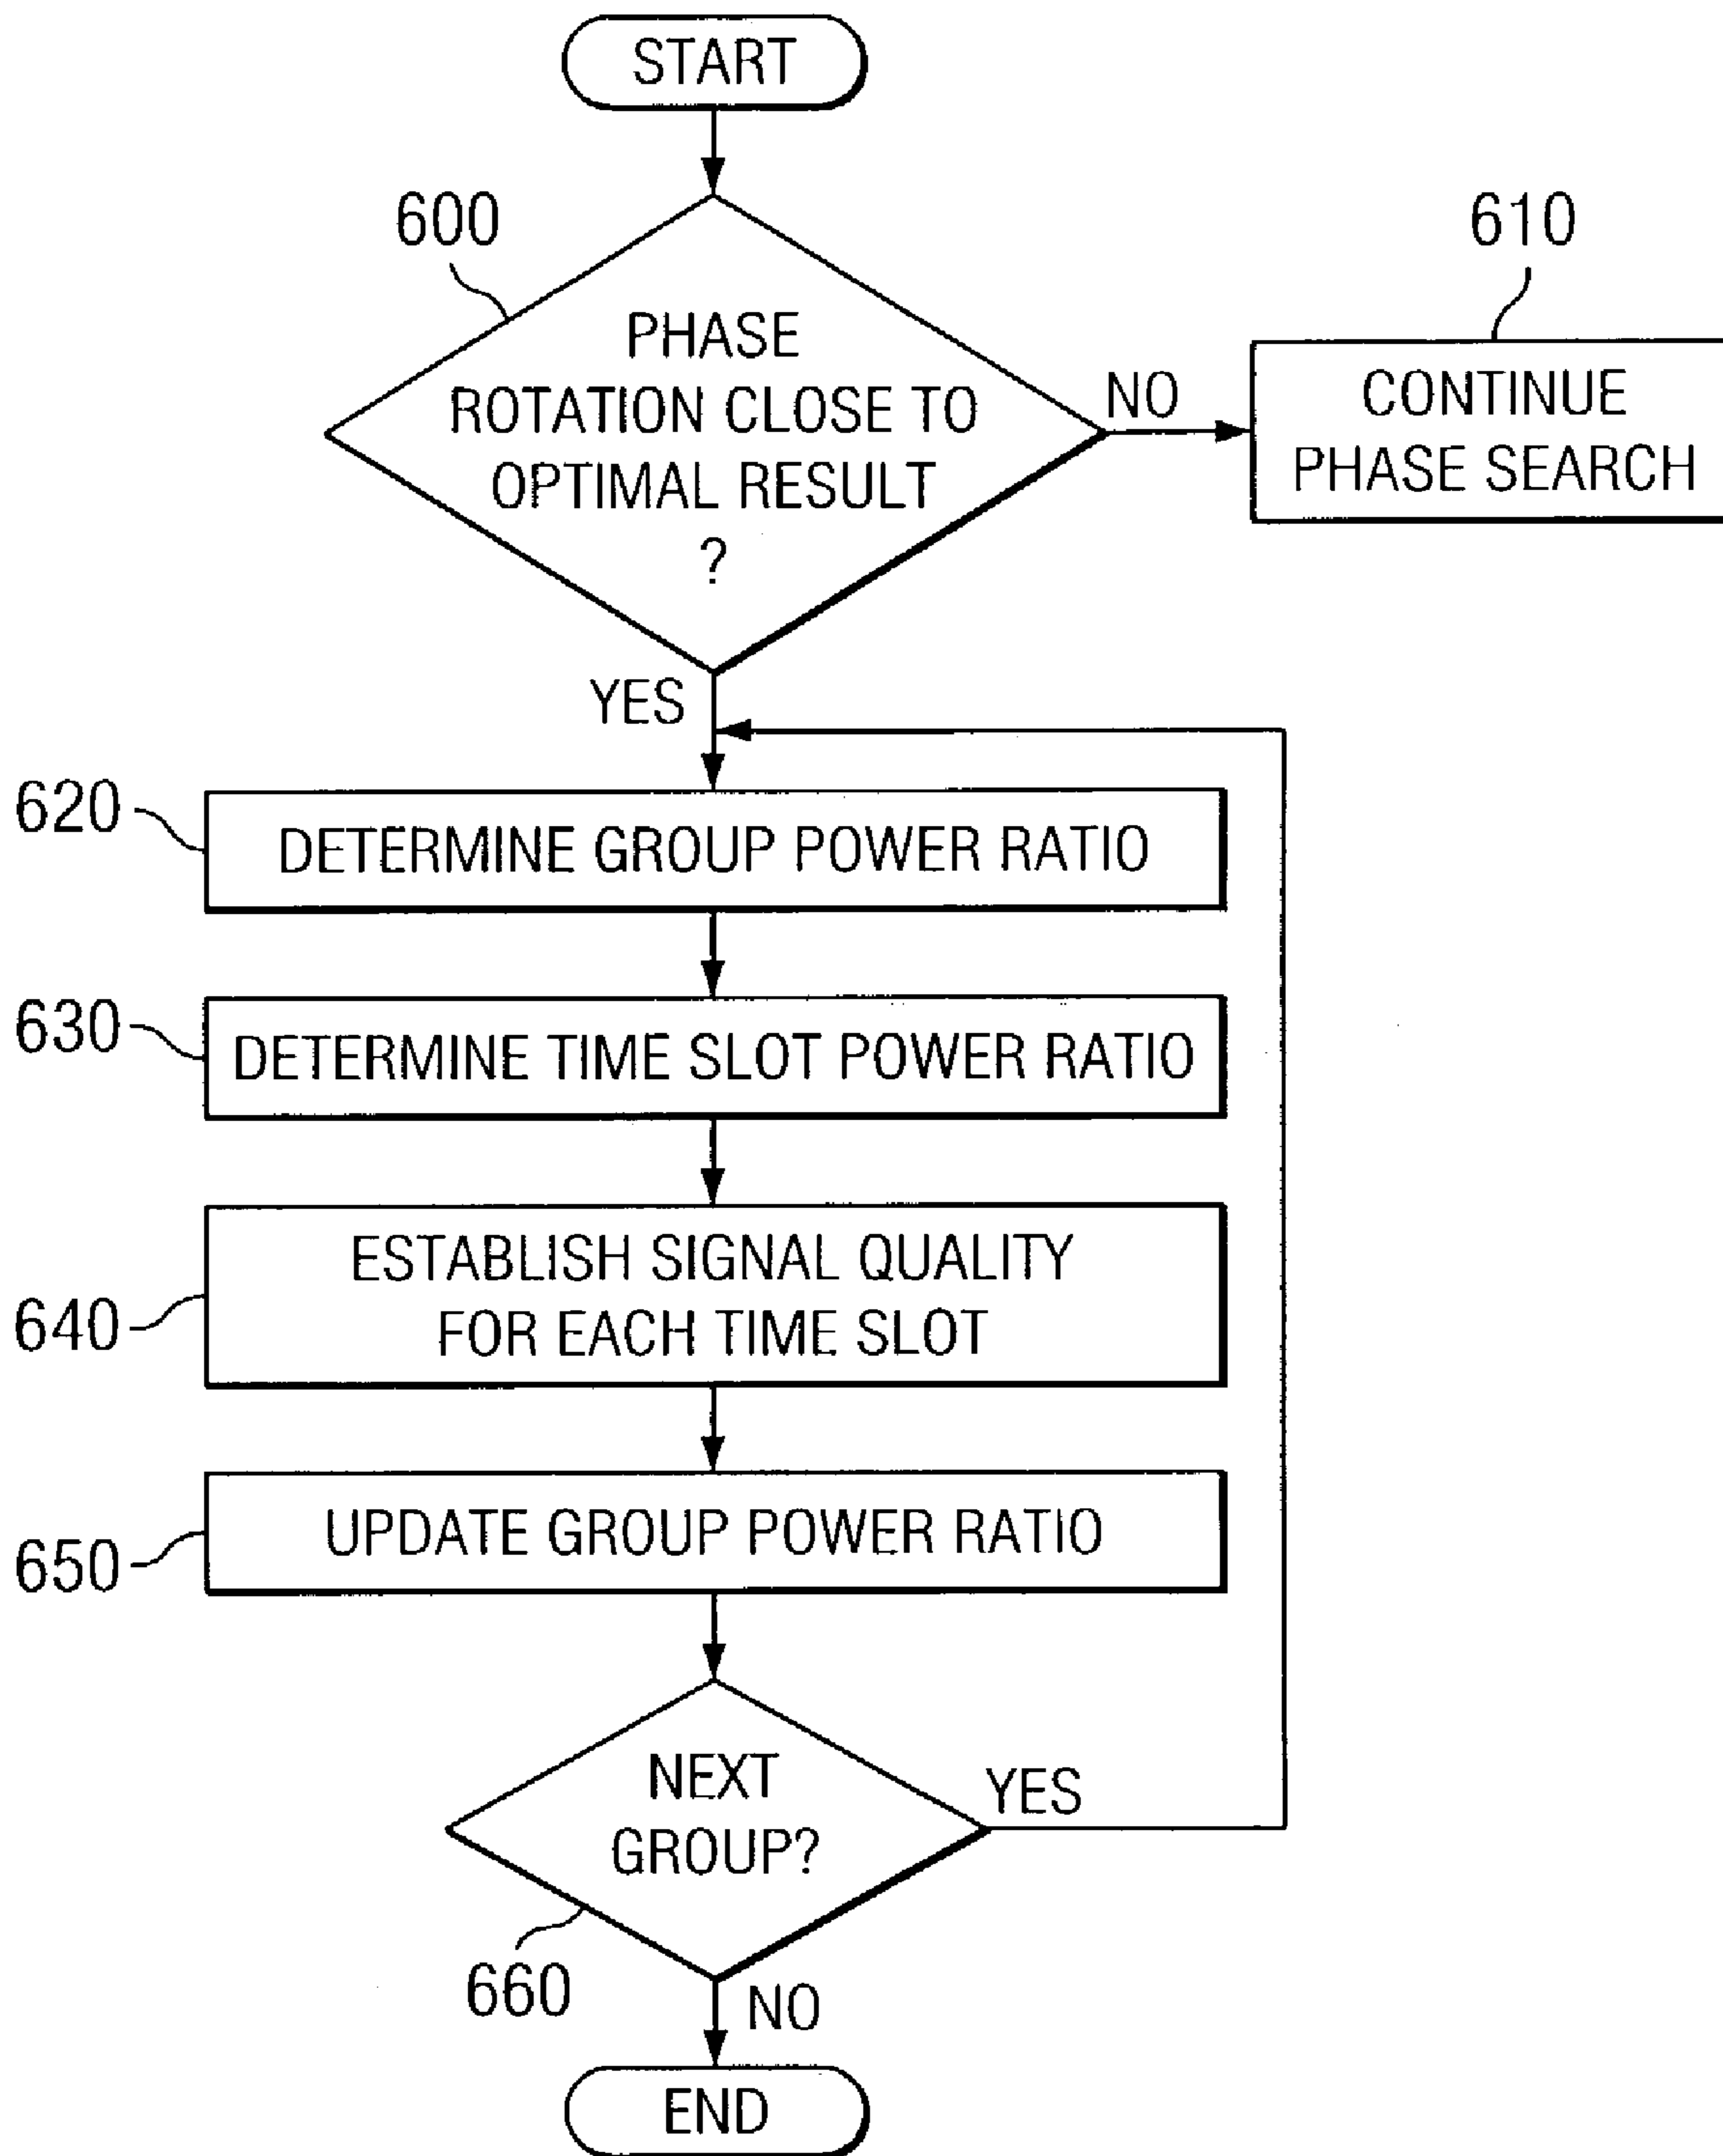 START
600
PHASE
ROTATION CLOSE TO
OPTIMAL RESULT
?
NO
610
CONTINUE
PHASE SEARCH
YES
620
DETERMINE GROUP POWER RATIO
630
DETERMINE TIME SLOT POWER RATIO
640
ESTABLISH SIGNAL QUALITY
FOR EACH TIME SLOT
650
UPDATE GROUP POWER RATIO
NEXT
GROUP?
YES
660
NO
END